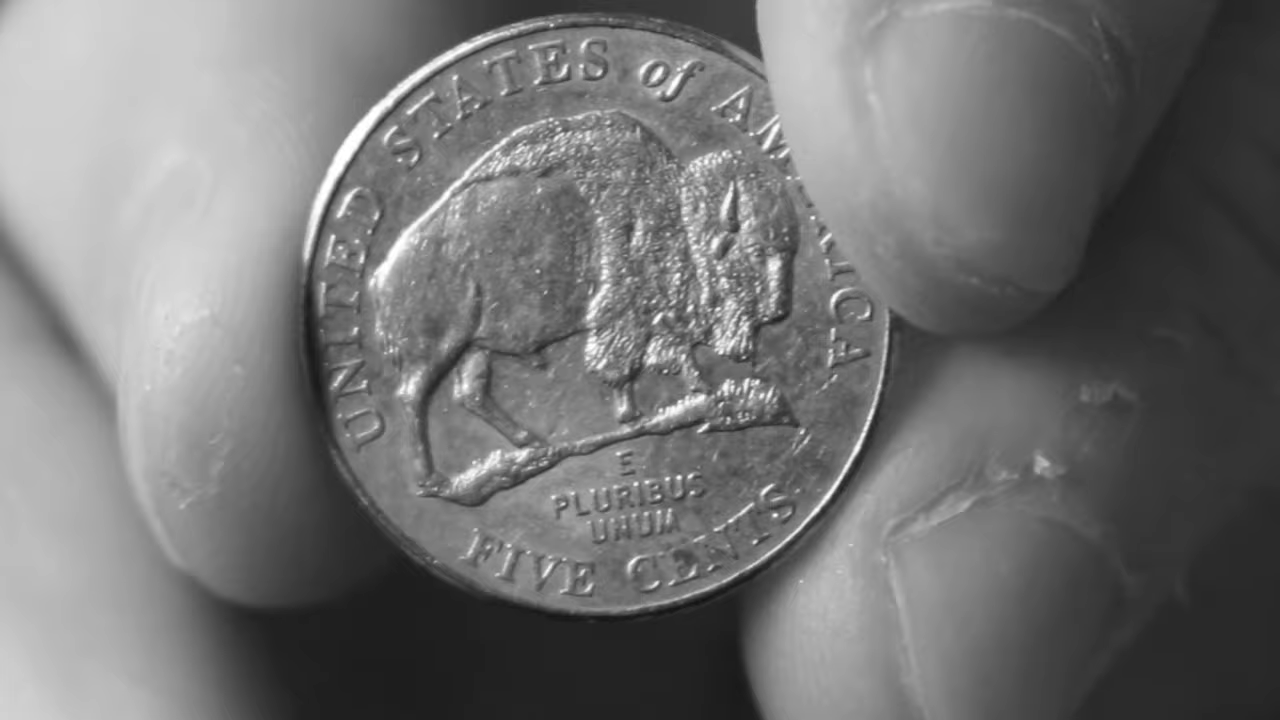 UNITED STATES of AMERICA
E
PLURIBUS
UNUM
FIVE CENTS